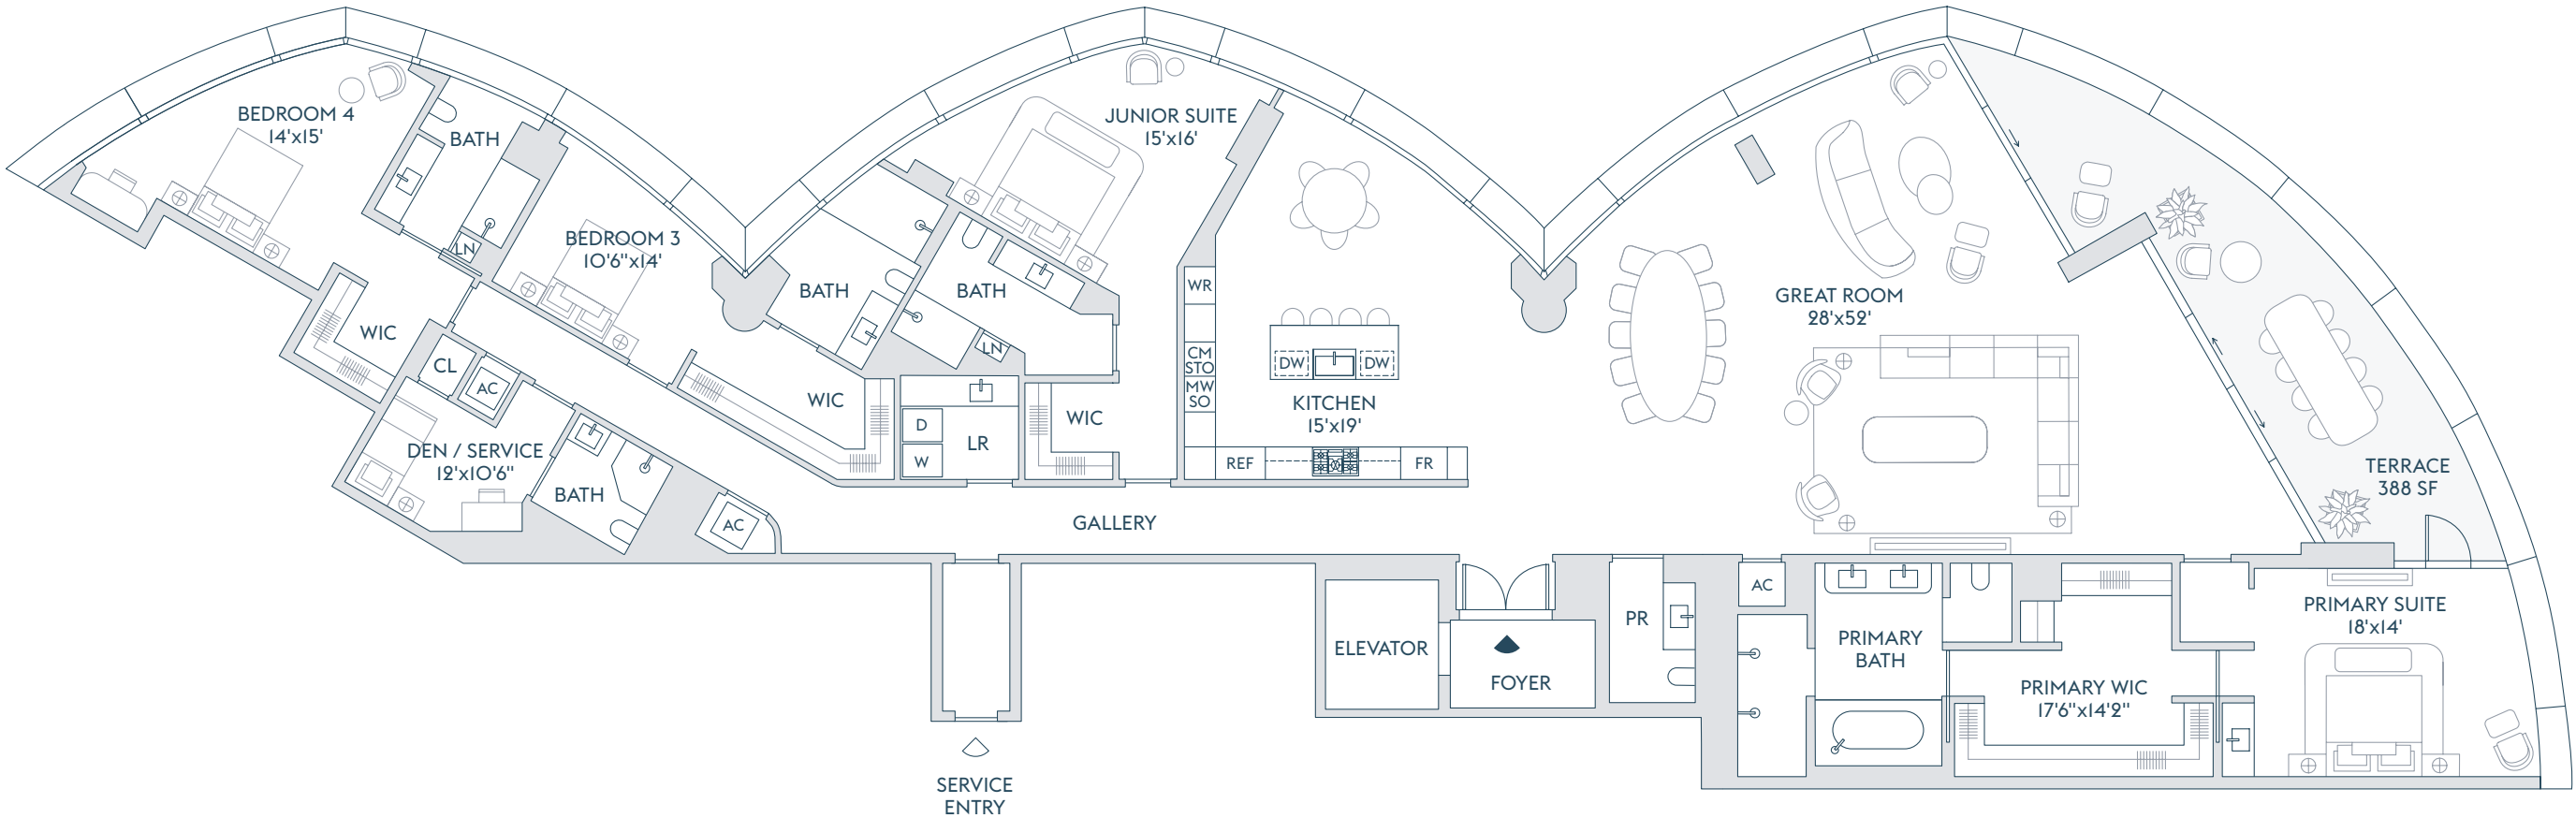 BEDROOM 4
14'x15'
BATH
LN
BEDROOM 3
10'6"x14'
WIC
CL
AC
DEN / SERVICE
12'x10'6"
BATH
AC
BATH
WIC
JUNIOR SUITE
15'x16'
BATH
LN
D
W
LR
WIC
WR
CM
STO
MW
SO
DW
DW
KITCHEN
15'x19'
REF
FR
GALLERY
GREAT ROOM
28'x52'
TERRACE
388 SF
ELEVATOR
FOYER
PR
AC
PRIMARY
BATH
PRIMARY WIC
17'6"x14'2"
PRIMARY SUITE
18'x14'
SERVICE
ENTRY